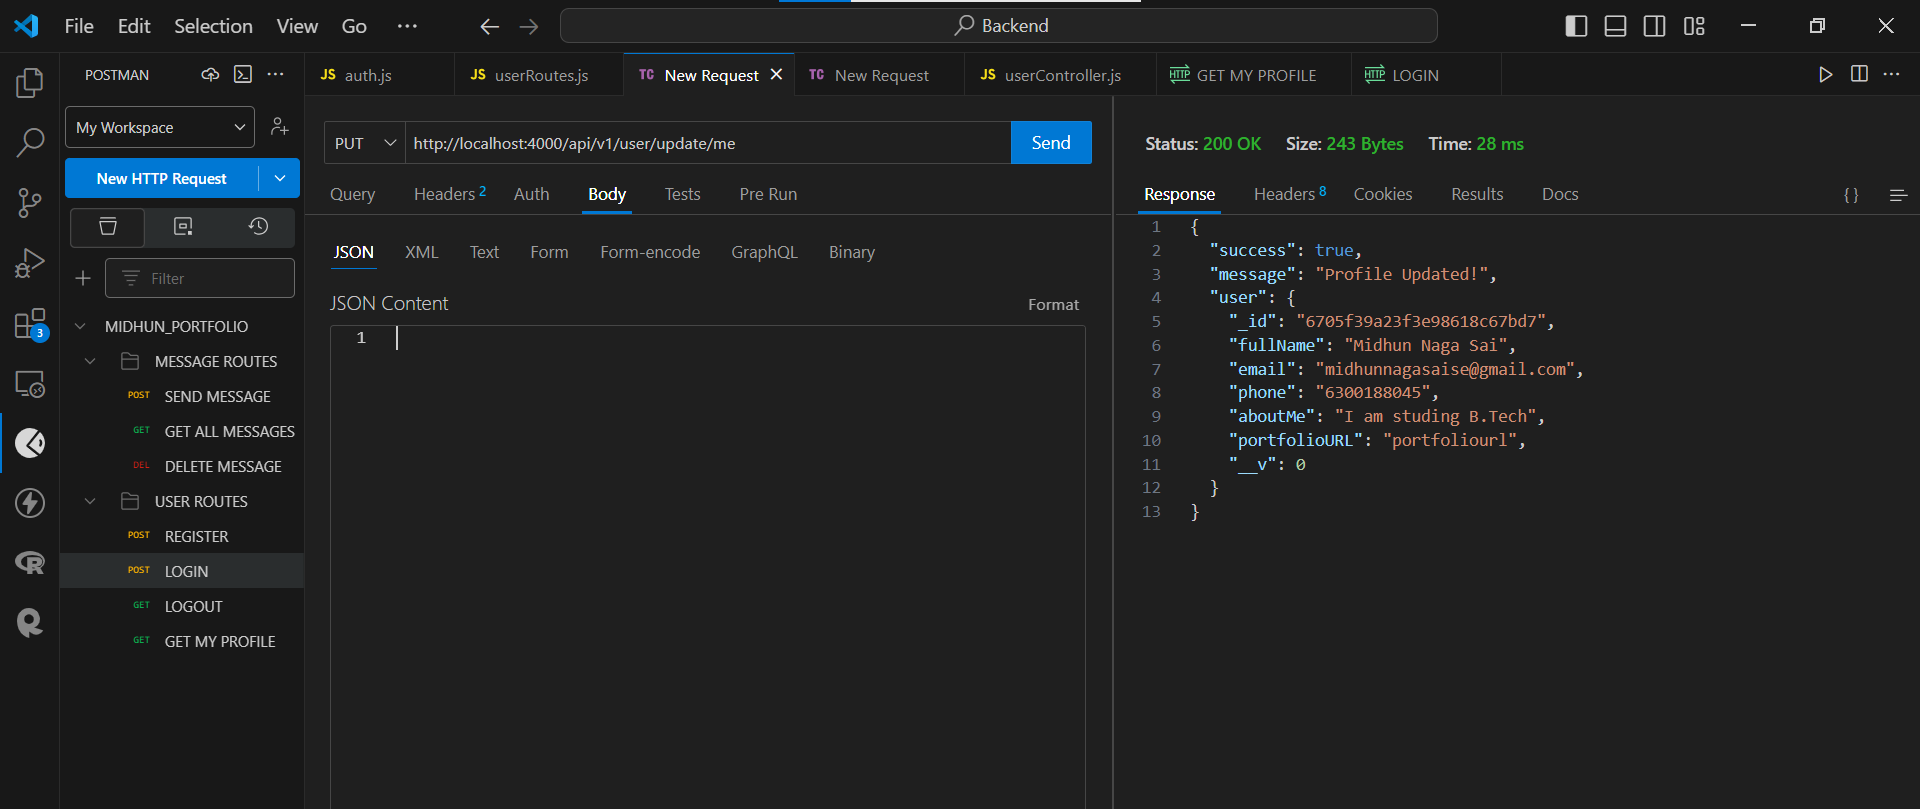 File Edit Selection View Go ··· Backend
POSTMAN ···
auth.js userRoutes.js New Request New Request userController.js GET MY PROFILE LOGIN ···
My Workspace
New HTTP Request
Filter
MIDHUN_PORTFOLIO
MESSAGE ROUTES
POST SEND MESSAGE
GET GET ALL MESSAGES
DEL DELETE MESSAGE
USER ROUTES
POST REGISTER
POST LOGIN
GET LOGOUT
GET GET MY PROFILE
3
PUT http://localhost:4000/api/v1/user/update/me Send
Query Headers 2 Auth Body Tests Pre Run
JSON XML Text Form Form-encode GraphQL Binary
JSON Content Format
1
Status: 200 OK Size: 243 Bytes Time: 28 ms
Response Headers 8 Cookies Results Docs { }
1 {
2 "success": true,
3 "message": "Profile Updated!",
4 "user": {
5 "_id": "6705f39a23f3e98618c67bd7",
6 "fullName": "Midhun Naga Sai",
7 "email": "midhunnagasaise@gmail.com",
8 "phone": "6300188045",
9 "aboutMe": "I am studing B.Tech",
10 "portfolioURL": "portfoliourl",
11 "__v": 0
12 }
13 }